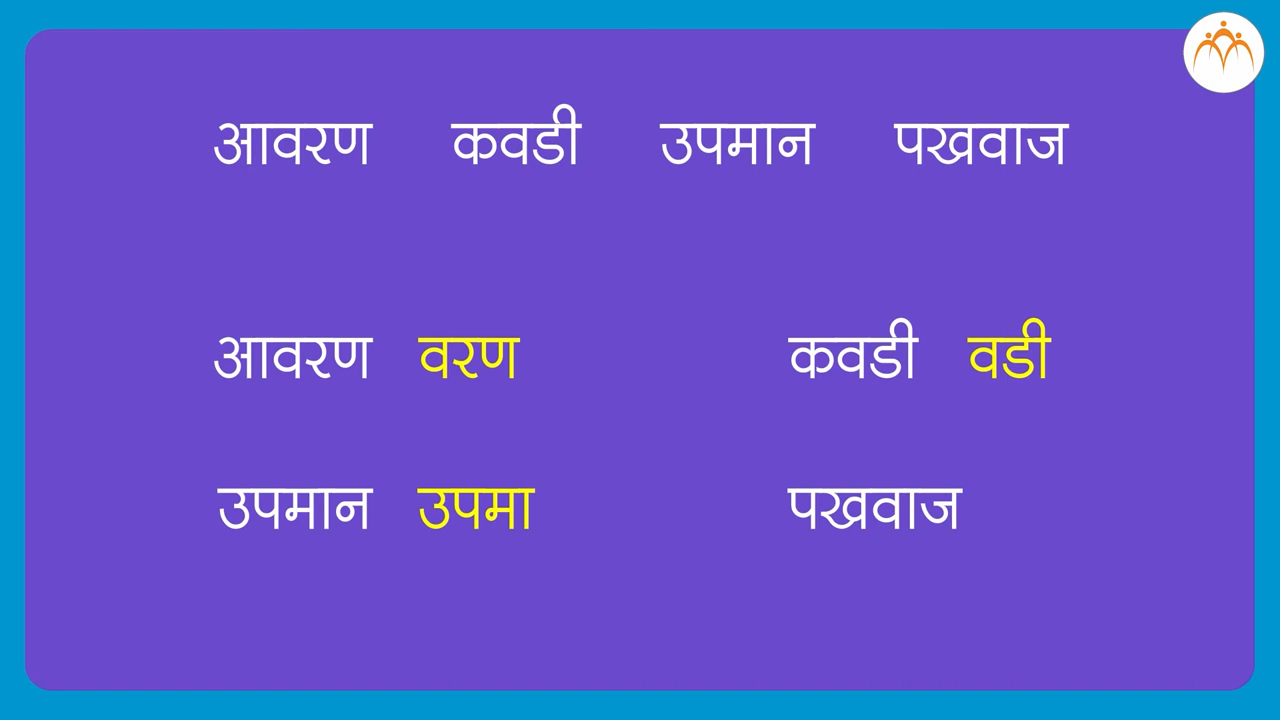 आवरण कवडी उपमान पखवाज
आवरण वरण कवडी वडी
उपमान उपमा पखवाज